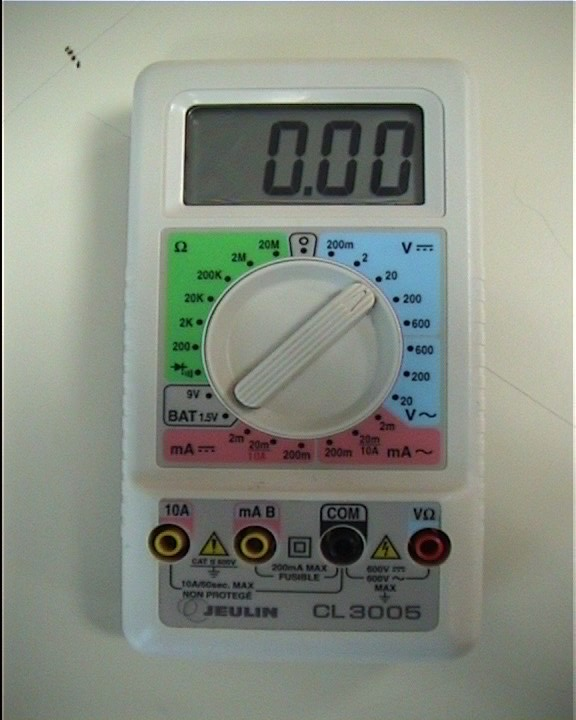 0.00
Ω 20M 200m V
2M 2
200K 20
20K 200
2K 600
200 600
200
9V 20
BAT 1.5V V~
2m 2m
mA 20m 200m 200m 20m mA~
10A 10A
10A mA B COM VΩ
CAT II 600V
200mA MAX 600V
FUSIBLE 600V ~
10A/60sec. MAX MAX
NON PROTEGÉ
JEULIN CL3005